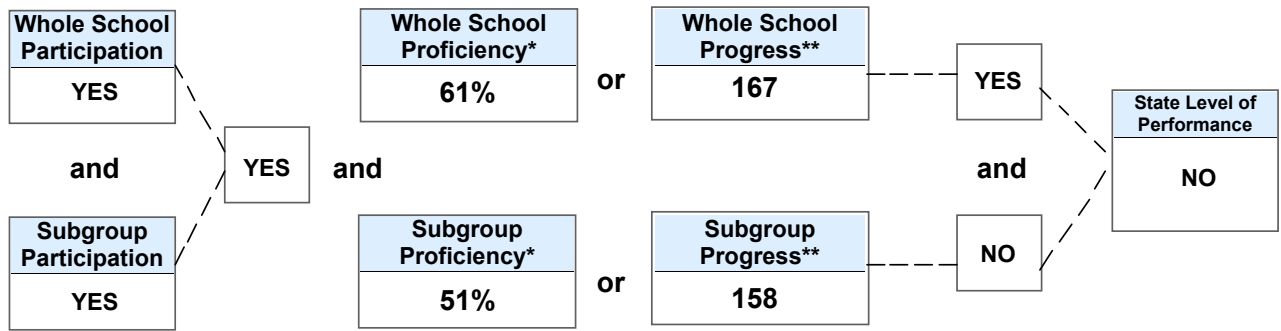 Whole School
Participation
YES
and
Subgroup
Participation
YES
YES
and
Whole School
Proficiency*
61%
or
Whole School
Progress**
167
YES
Subgroup
Proficiency*
51%
or
Subgroup
Progress**
158
NO
and
State Level of
Performance
NO